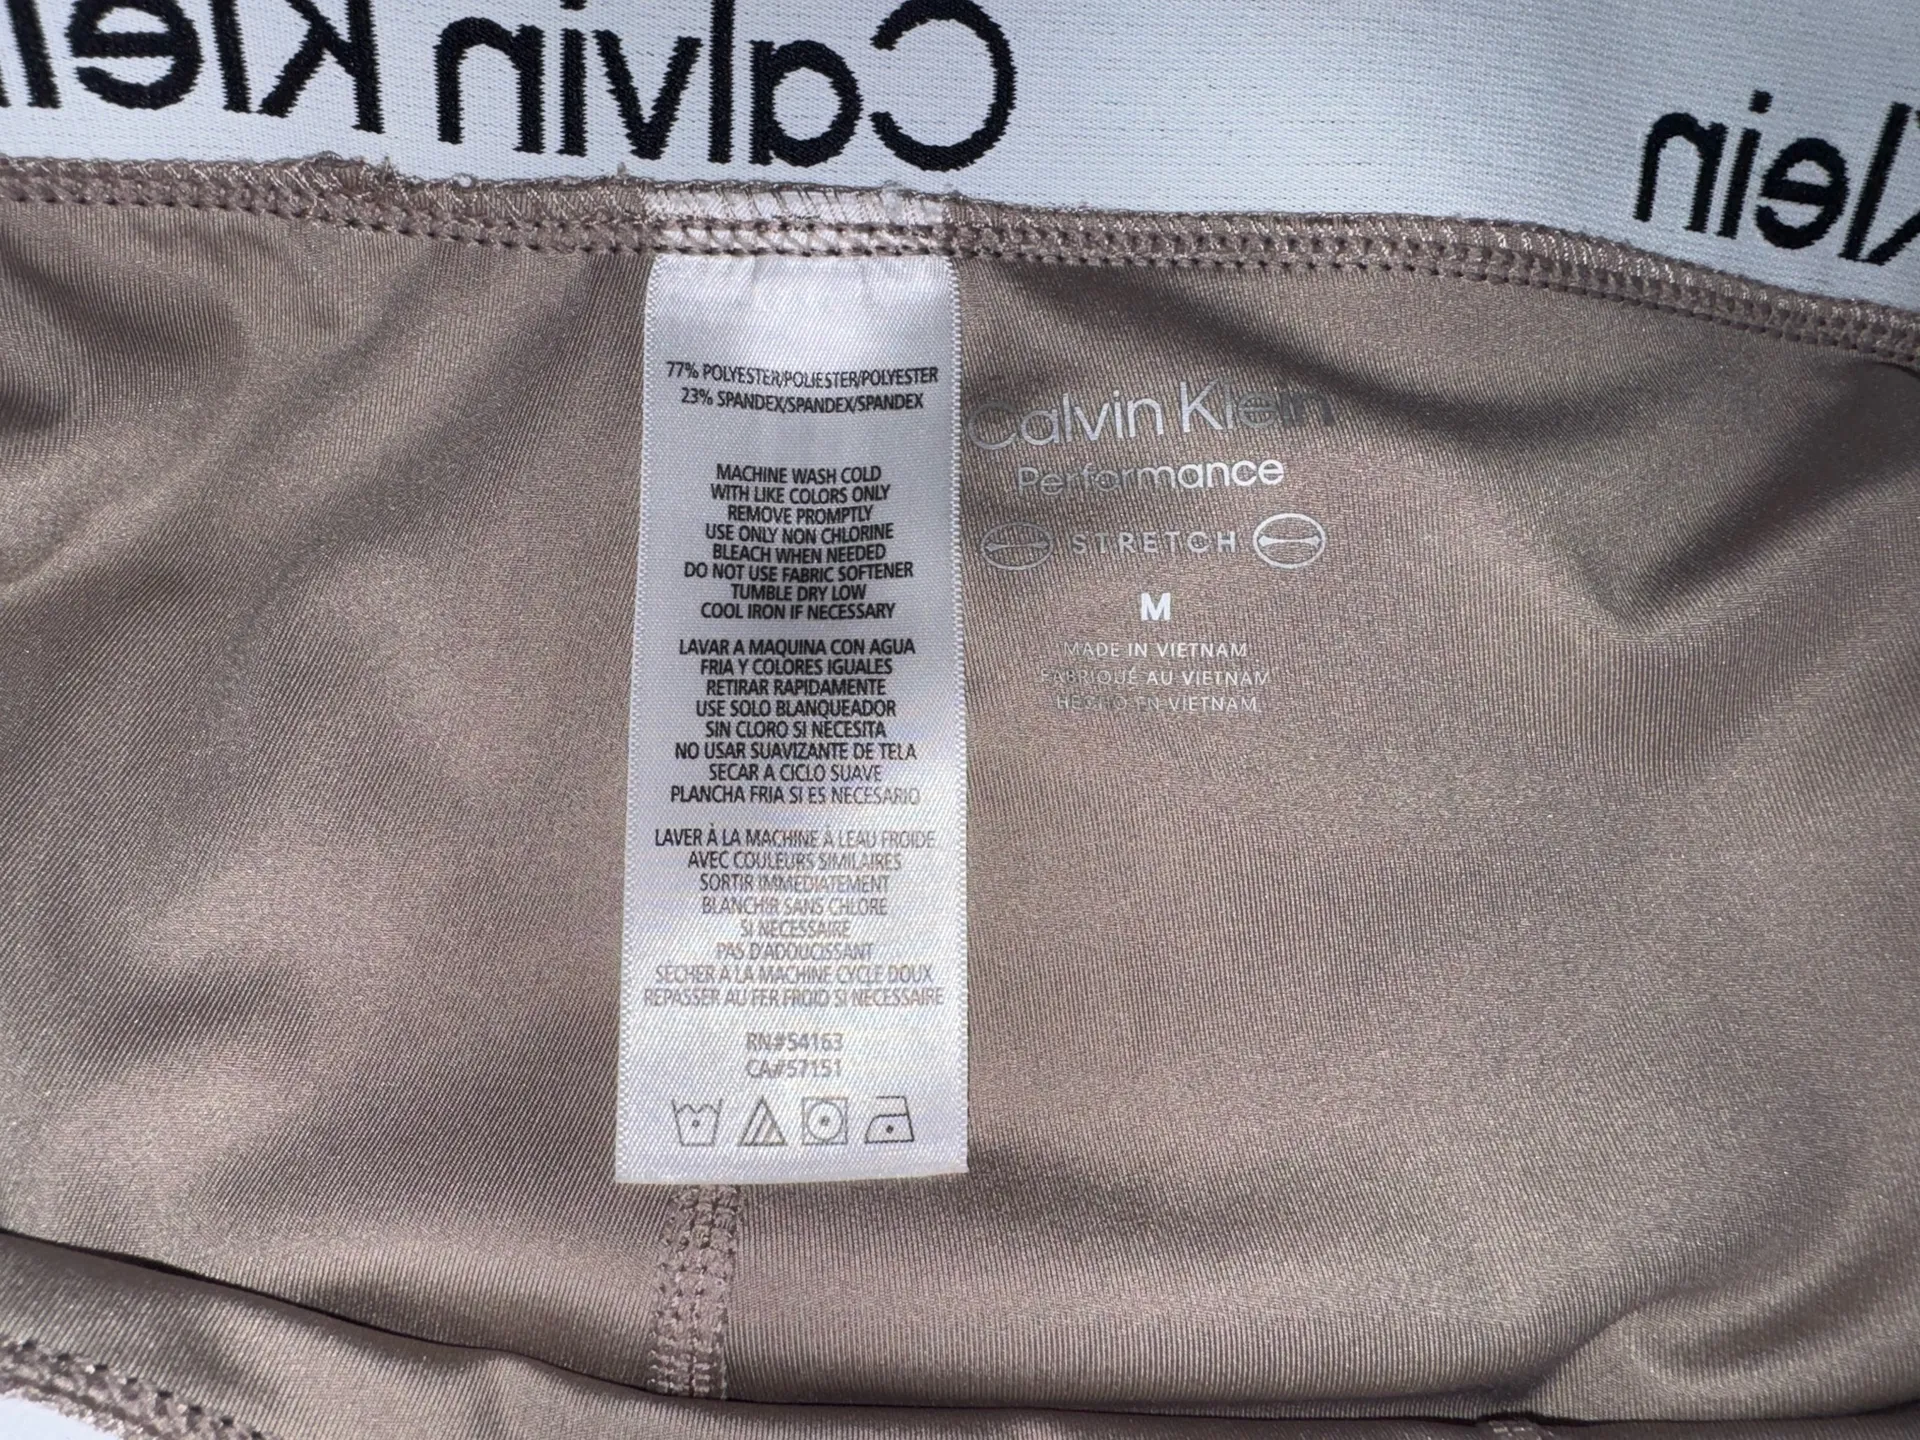 Calvin Klein
Klein
77% POLYESTER/POLIESTER/POLYESTER
23% SPANDEX/SPANDEX/SPANDEX
MACHINE WASH COLD
WITH LIKE COLORS ONLY
REMOVE PROMPTLY
USE ONLY NON CHLORINE
BLEACH WHEN NEEDED
DO NOT USE FABRIC SOFTENER
TUMBLE DRY LOW
COOL IRON IF NECESSARY
LAVAR A MAQUINA CON AGUA
FRIA Y COLORES IGUALES
RETIRAR RAPIDAMENTE
USE SOLO BLANQUEADOR
SIN CLORO SI NECESITA
NO USAR SUAVIZANTE DE TELA
SECAR A CICLO SUAVE
PLANCHA FRIA SI ES NECESARIO
LAVER À LA MACHINE À LEAU FROIDE
AVEC COULEURS SIMILAIRES
SORTIR IMMEDIATEMENT
BLANCHIR SANS CHLORE
SI NECESSAIRE
PAS D'ADOUCISSANT
SECHER A LA MACHINE CYCLE DOUX
REPASSER AU FER FROID SI NECESSAIRE
RN#54163
CA#57151
Calvin Klein
Performance
STRETCH
M
MADE IN VIETNAM
FABRIQUÉ AU VIETNAM
HECHO EN VIETNAM